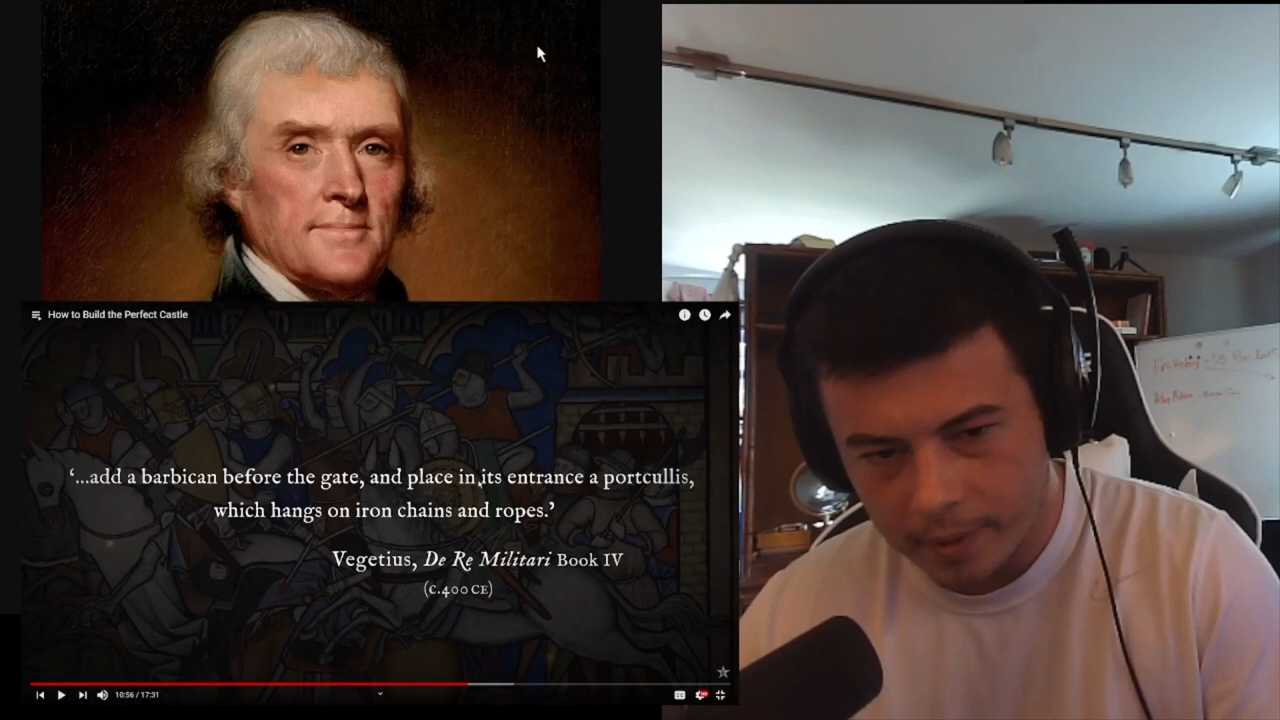 How to Build the Perfect Castle
‘...add a barbican before the gate, and place in,its entrance a portcullis,
which hangs on iron chains and ropes.’
Vegetius, De Re Militari Book IV
(c.400 CE)
10:56 / 17:31